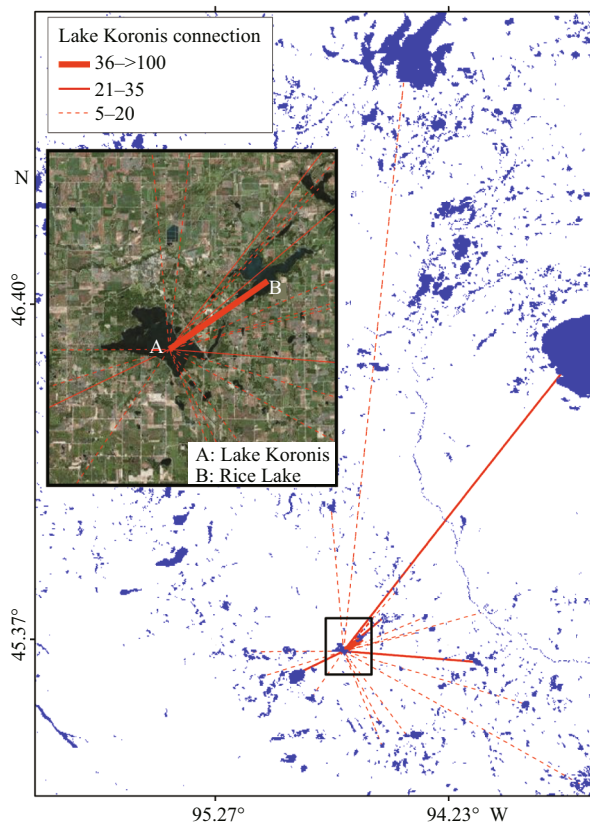 Lake Koronis connection
36–>100
21–35
5–20
N
46.40°
A
B
A: Lake Koronis
B: Rice Lake
45.37°
95.27°
94.23° W